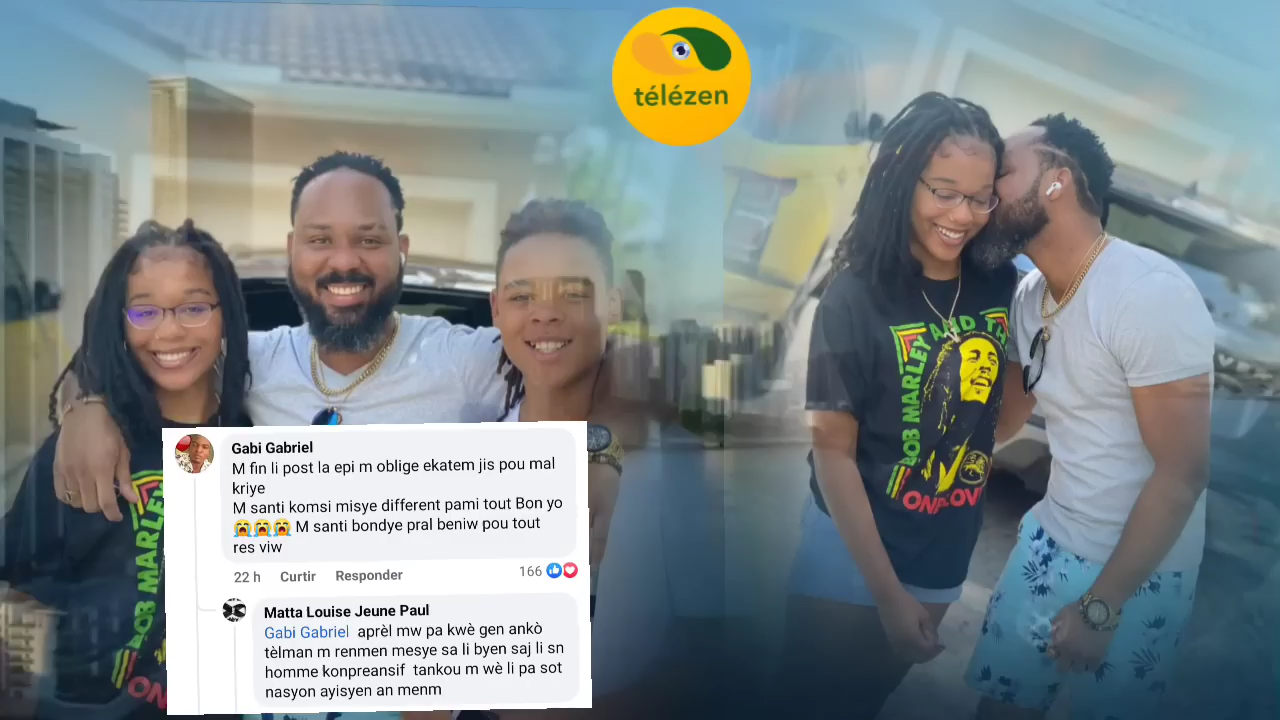 télézen
BOB MARLEY AND
ONE LOVE
BOB MARLEY
ON
Gabi Gabriel
M fin li post la epi m oblige ekatem jis pou mal
kriye
M santi komsi misye different pami tout Bon yo
😭😭😭 M santi bondye pral beniw pou tout
res viw
22 h Curtir Responder 166
Matta Louise Jeune Paul
Gabi Gabriel aprèl mw pa kwè gen ankò
tèlman m renmen mesye sa li byen saj li sn
homme konpreansif tankou m wè li pa sot
nasyon ayisyen an menm